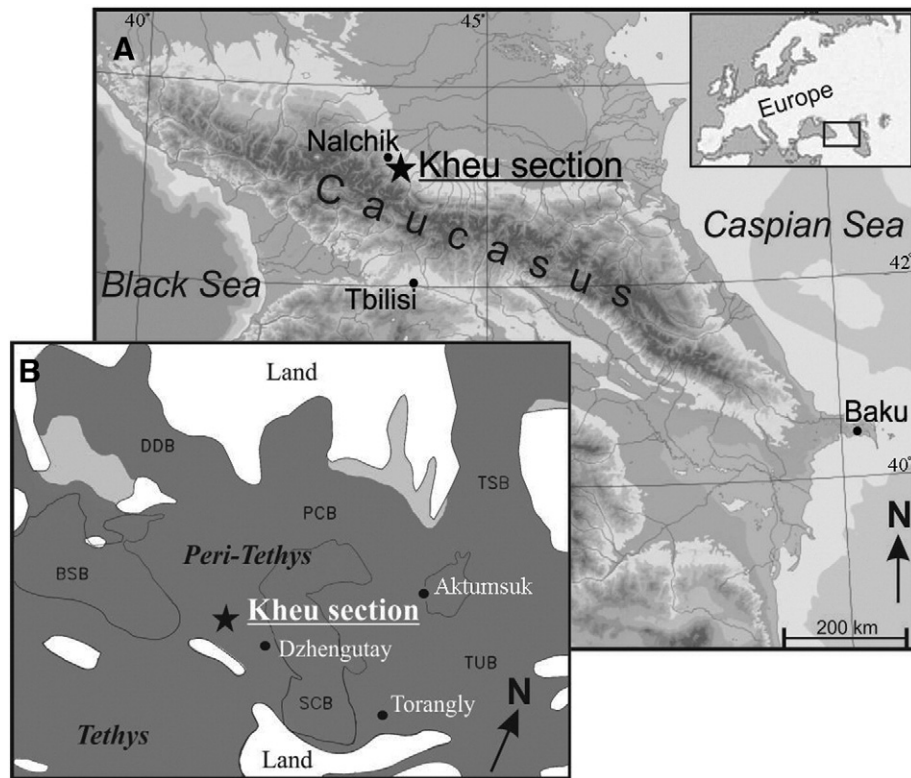 A
40°
45°
Europe
Nalchik
Kheu section
Caucasus
Caspian Sea
42°
Black Sea
Tbilisi
Baku
40°
N
200 km
B
Land
DDB
TSB
PCB
Peri-Tethys
BSB
Aktumsuk
Kheu section
Dzhengutay
TUB
SCB
Torangly
N
Tethys
Land